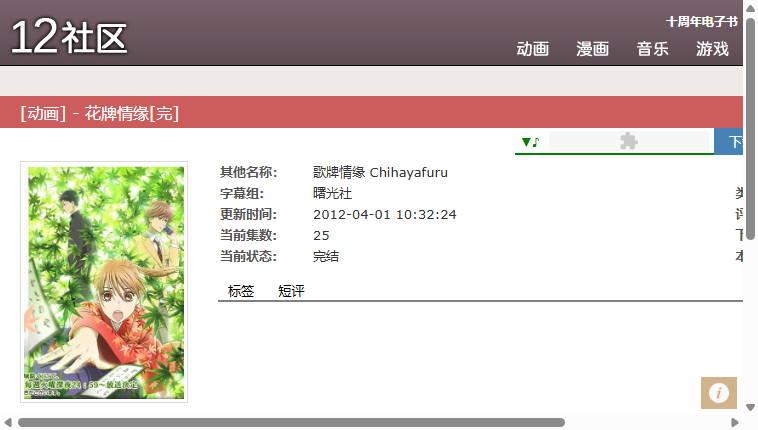 12社区
十周年电子书
动画 漫画 音乐 游戏
[动画] - 花牌情缘[完]
下
其他名称: 歌牌情缘 Chihayafuru
字幕组: 曙光社
更新时间: 2012-04-01 10:32:24
当前集数: 25
当前状态: 完结
标签 短评